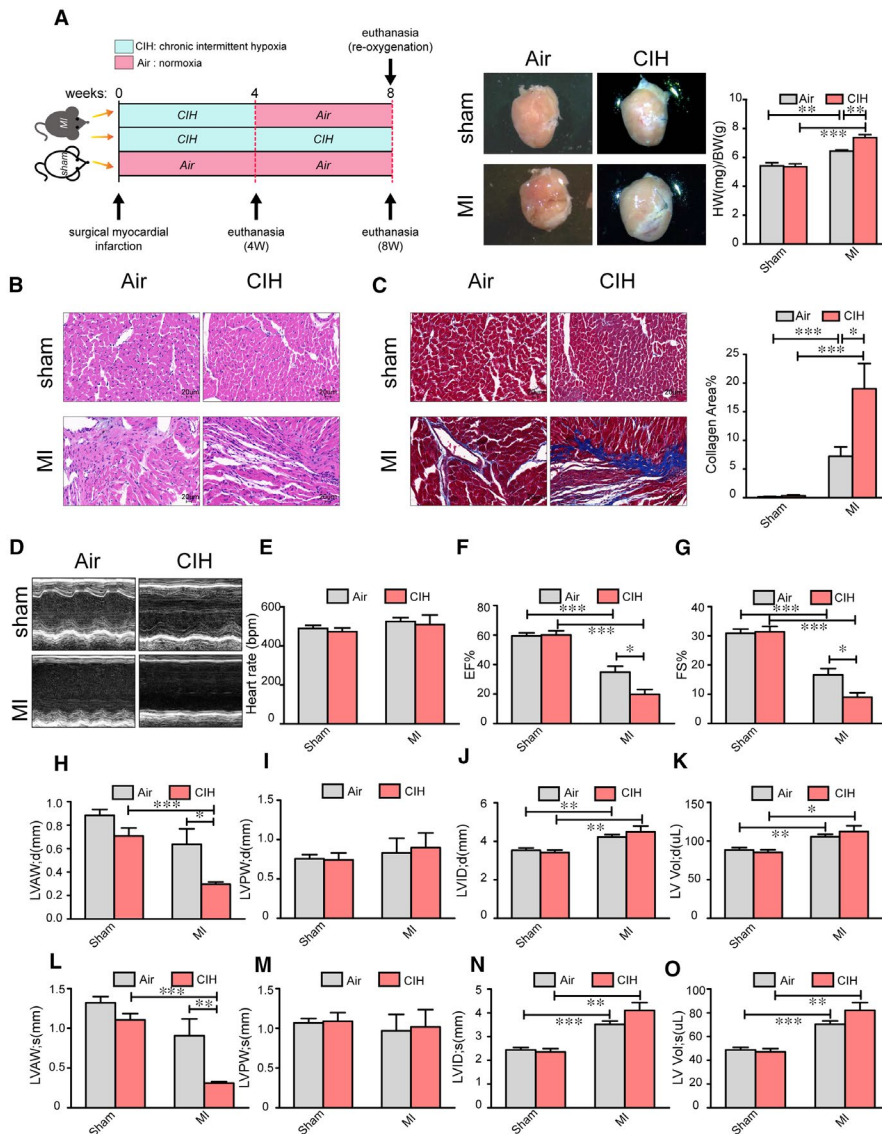 A
CIH: chronic intermittent hypoxia
Air : normoxia
euthanasia
(re-oxygenation)
weeks: 0 4 8
MI
CIH Air
CIH CIH
sham
Air Air
surgical myocardial
infarction
euthanasia
(4W)
euthanasia
(8W)
Air CIH
sham
MI
Air
CIH
** **
***
HW(mg)/BW(g)
10
8
6
4
2
0
Sham MI
B
Air CIH
sham
20μm 20μm
MI
20μm 20μm
C
Air CIH
sham
20μm
MI
Air CIH
*** *
***
Collagen Area%
25
20
15
10
5
0
Sham MI
D
Air CIH
sham
MI
E
Air CIH
Heart rate (bpm)
600
400
200
0
Sham MI
F
Air CIH
***
***
*
EF%
80
60
40
20
0
Sham MI
G
Air CIH
***
***
*
FS%
40
30
20
10
0
Sham MI
H
Air CIH
***
*
LVAW;d(mm)
1.0
0.8
0.6
0.4
0.2
0.0
Sham MI
I
Air CIH
LVPW;d(mm)
1.5
1.0
0.5
0.0
Sham MI
J
Air CIH
**
**
LVID;d(mm)
6
4
2
0
Sham MI
K
Air CIH
*
**
LV Vol;d(uL)
150
100
50
0
Sham MI
L
Air CIH
***
**
LVAW;s(mm)
1.5
1.0
0.5
0.0
Sham MI
M
Air CIH
LVPW;s(mm)
1.5
1.0
0.5
0.0
Sham MI
N
Air CIH
**
***
LVID;s(mm)
5
4
3
2
1
0
Sham MI
O
Air CIH
**
***
LV Vol;s(uL)
100
80
60
40
20
0
Sham MI